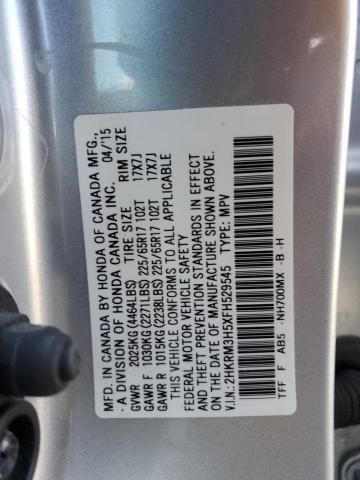 MFD. IN CANADA BY HONDA OF CANADA MFG.,
- A DIVISION OF HONDA CANADA INC. 04/15
GVWR 2025KG (4464LBS) TIRE SIZE RIM SIZE
GAWR F 1030KG (2271LBS) 225/65R17 102T 17X7J
GAWR R 1015KG (2238LBS) 225/65R17 102T 17X7J
THIS VEHICLE CONFORMS TO ALL APPLICABLE
FEDERAL MOTOR VEHICLE SAFETY
AND THEFT PREVENTION STANDARDS IN EFFECT
ON THE DATE OF MANUFACTURE SHOWN ABOVE.
V.I.N.: 2HKRM3H5XFH529545 TYPE: MPV
TFF F AB5 -NH700MX -B -H